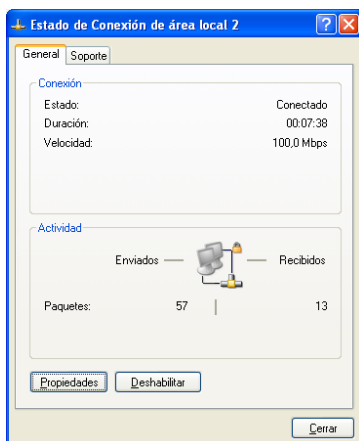 Estado de Conexión de área local 2
General Soporte
Conexión
Estado: Conectado
Duración: 00:07:38
Velocidad: 100,0 Mbps
Actividad
Enviados Recibidos
Paquetes: 57 13
Propiedades Deshabilitar
Cerrar